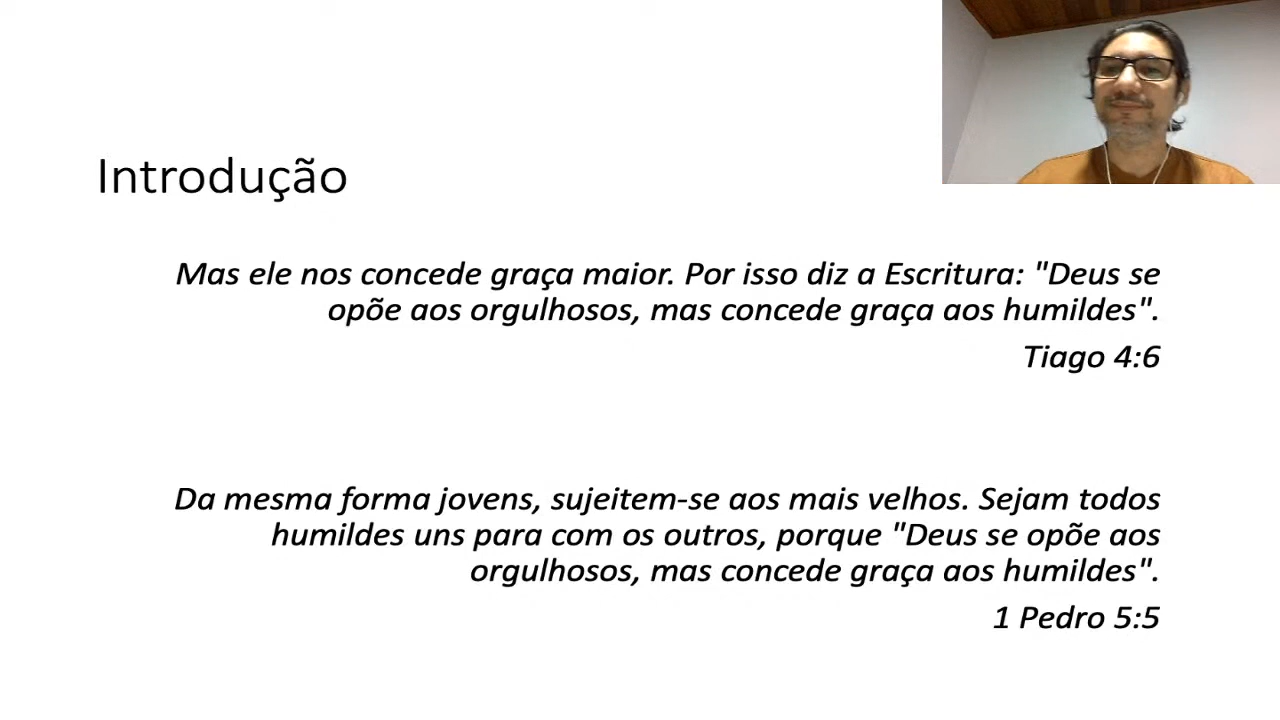 Introdução
Mas ele nos concede graça maior. Por isso diz a Escritura: "Deus se
opõe aos orgulhosos, mas concede graça aos humildes".
Tiago 4:6
Da mesma forma jovens, sujeitem-se aos mais velhos. Sejam todos
humildes uns para com os outros, porque "Deus se opõe aos
orgulhosos, mas concede graça aos humildes".
1 Pedro 5:5